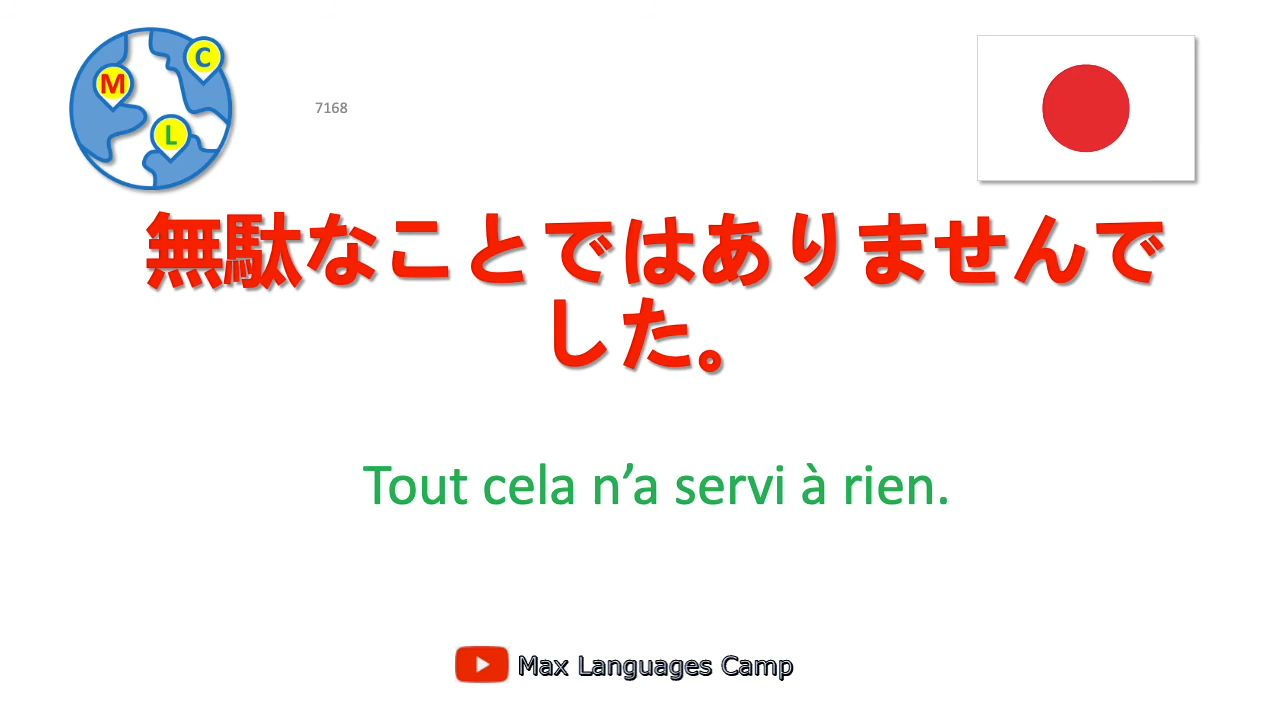 M
C
L
7168
無駄なことではありませんで
した。
Tout cela n’a servi à rien.
Max Languages Camp